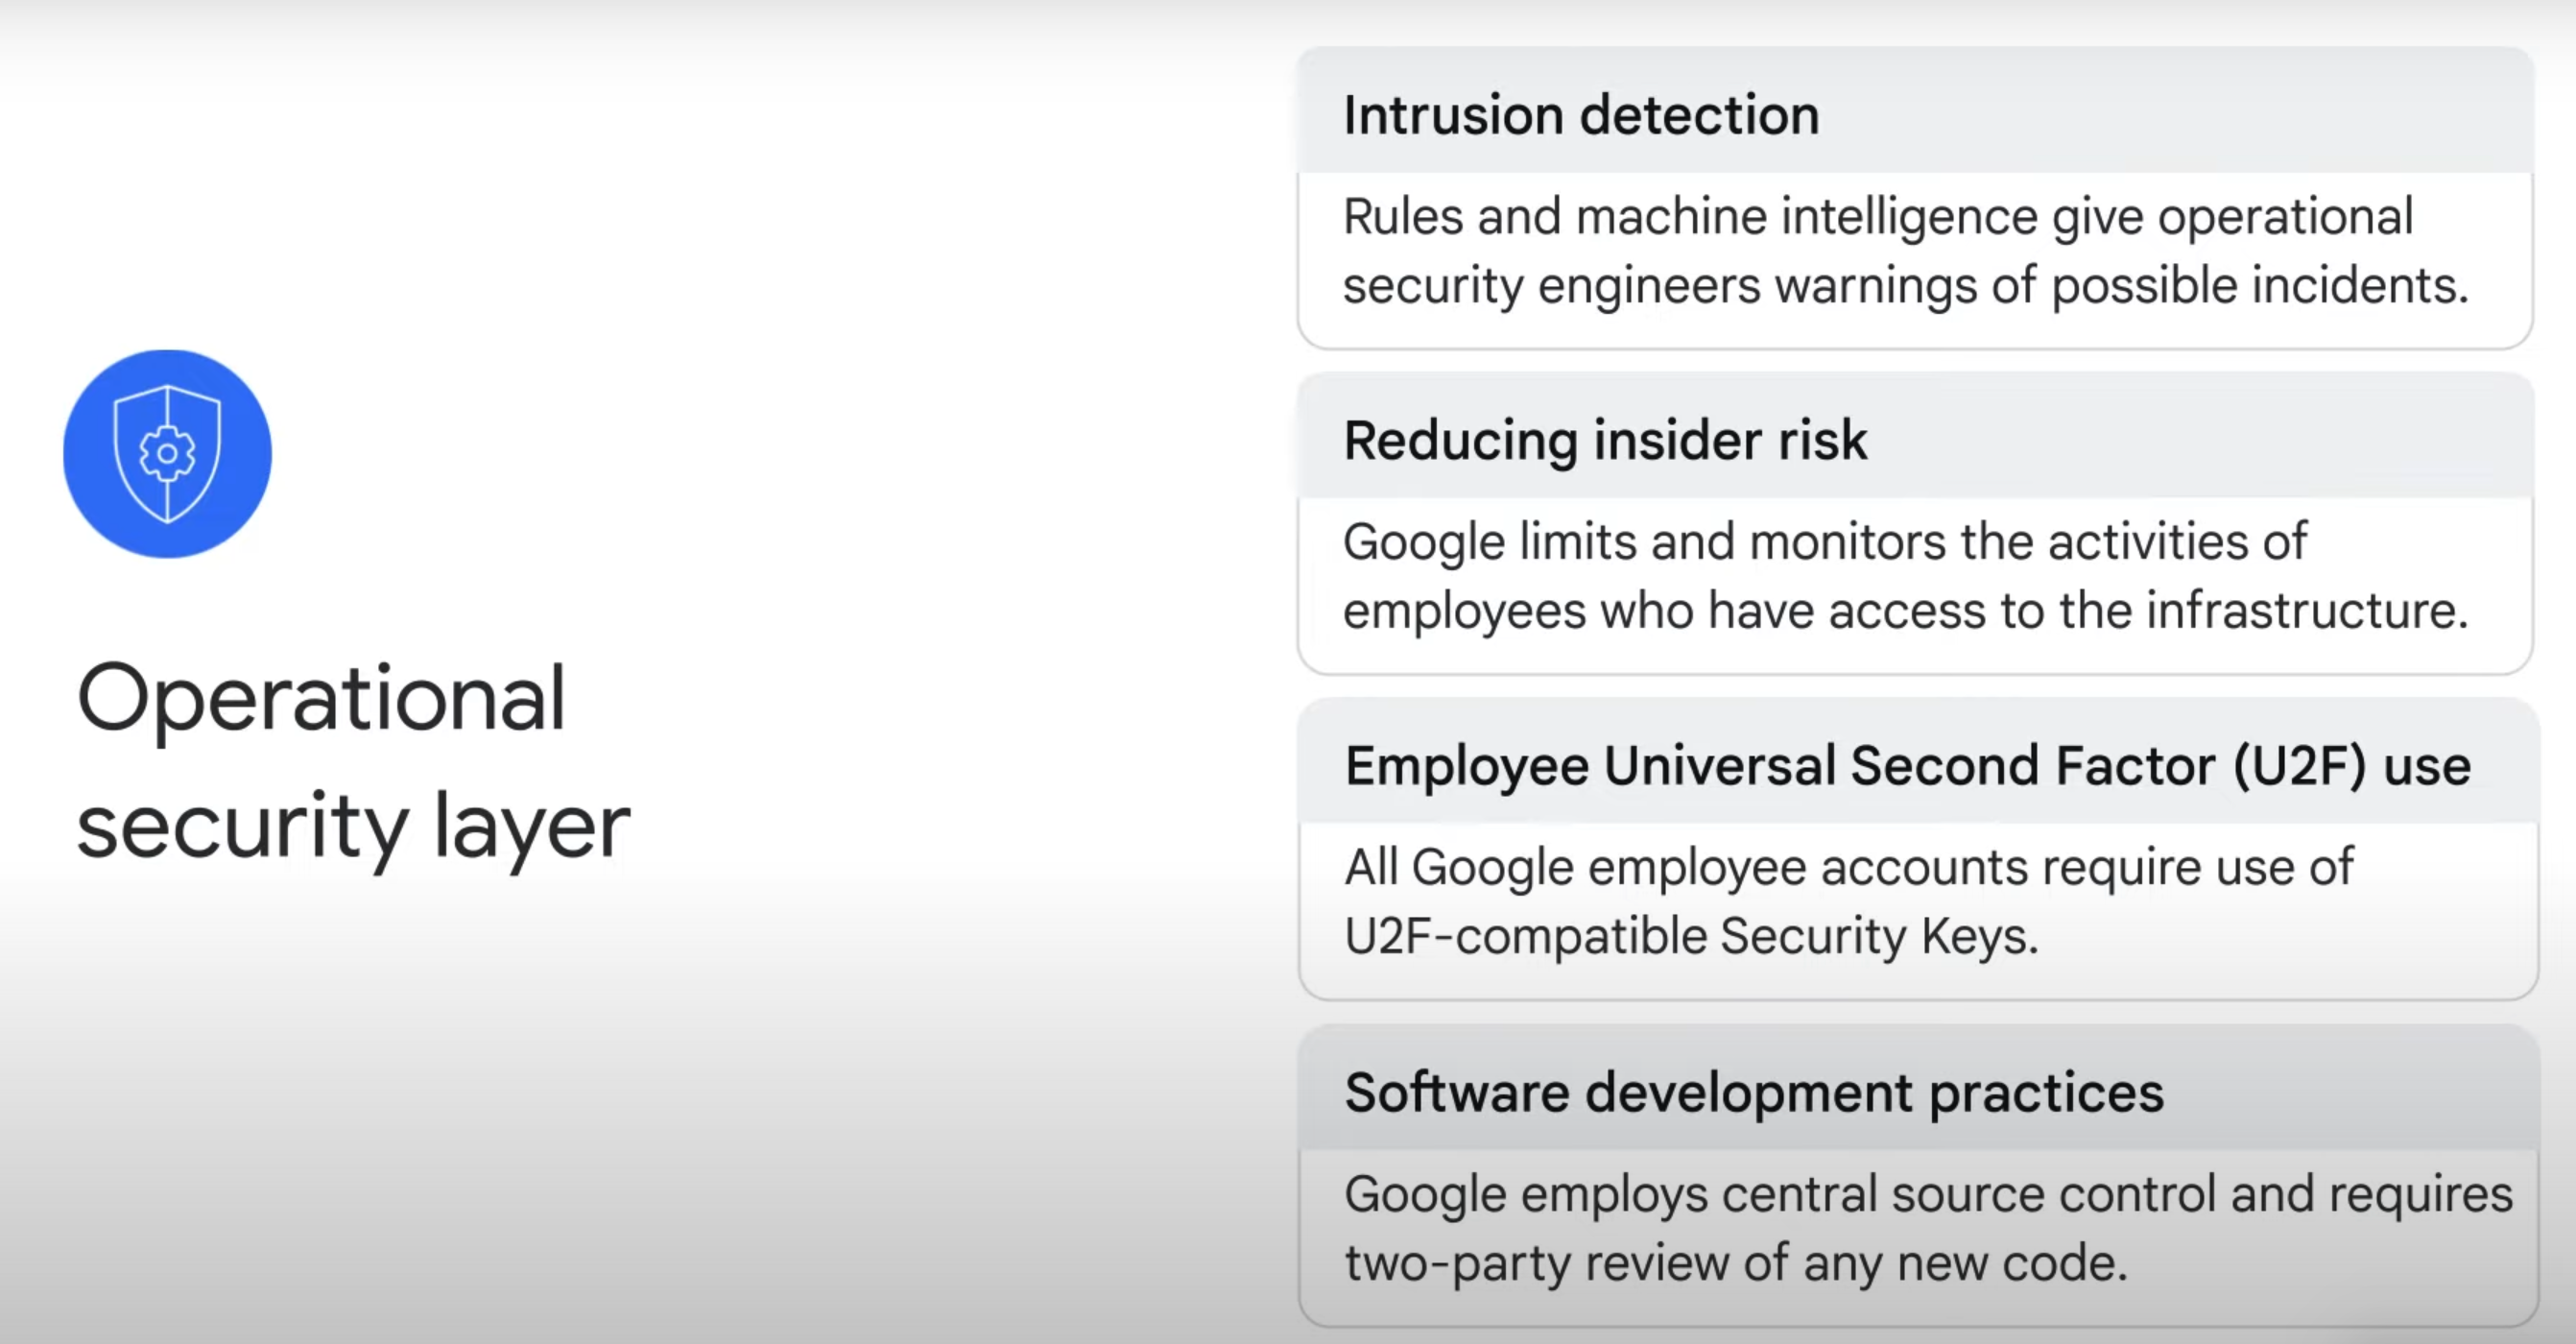 Operational
security layer
Intrusion detection
Rules and machine intelligence give operational
security engineers warnings of possible incidents.
Reducing insider risk
Google limits and monitors the activities of
employees who have access to the infrastructure.
Employee Universal Second Factor (U2F) use
All Google employee accounts require use of
U2F-compatible Security Keys.
Software development practices
Google employs central source control and requires
two-party review of any new code.